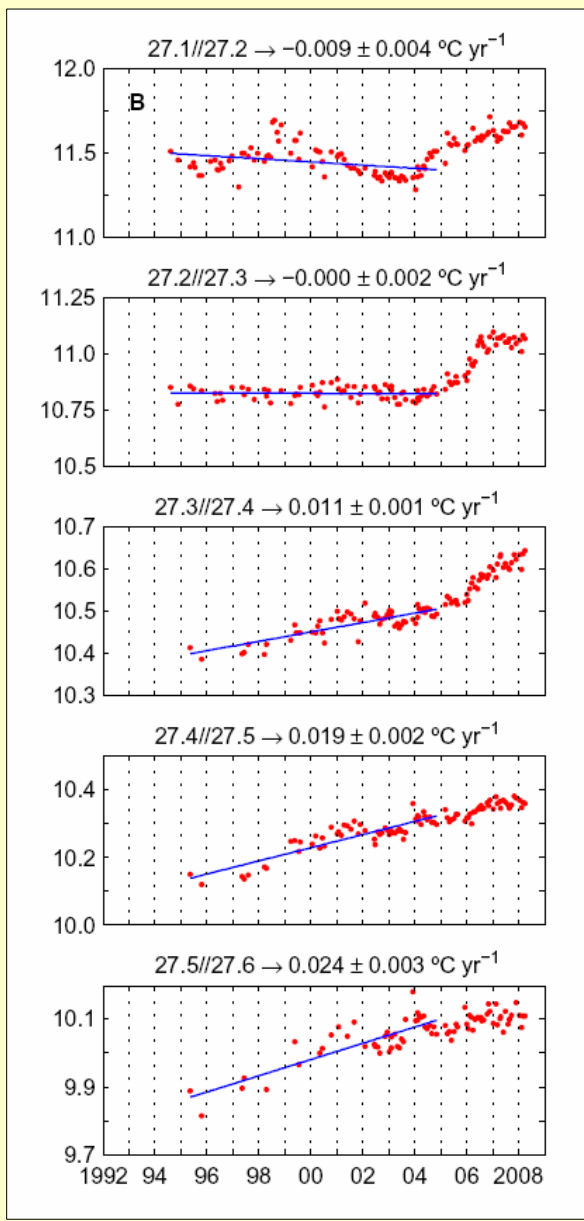 27.1//27.2 → −0.009 ± 0.004 ºC yr⁻¹
12.0
B
11.5
11.0
27.2//27.3 → −0.000 ± 0.002 ºC yr⁻¹
11.25
11.0
10.75
10.5
27.3//27.4 → 0.011 ± 0.001 ºC yr⁻¹
10.7
10.6
10.5
10.4
10.3
27.4//27.5 → 0.019 ± 0.002 ºC yr⁻¹
10.4
10.2
10.0
27.5//27.6 → 0.024 ± 0.003 ºC yr⁻¹
10.1
9.9
9.7
1992 94 96 98 00 02 04 06 2008